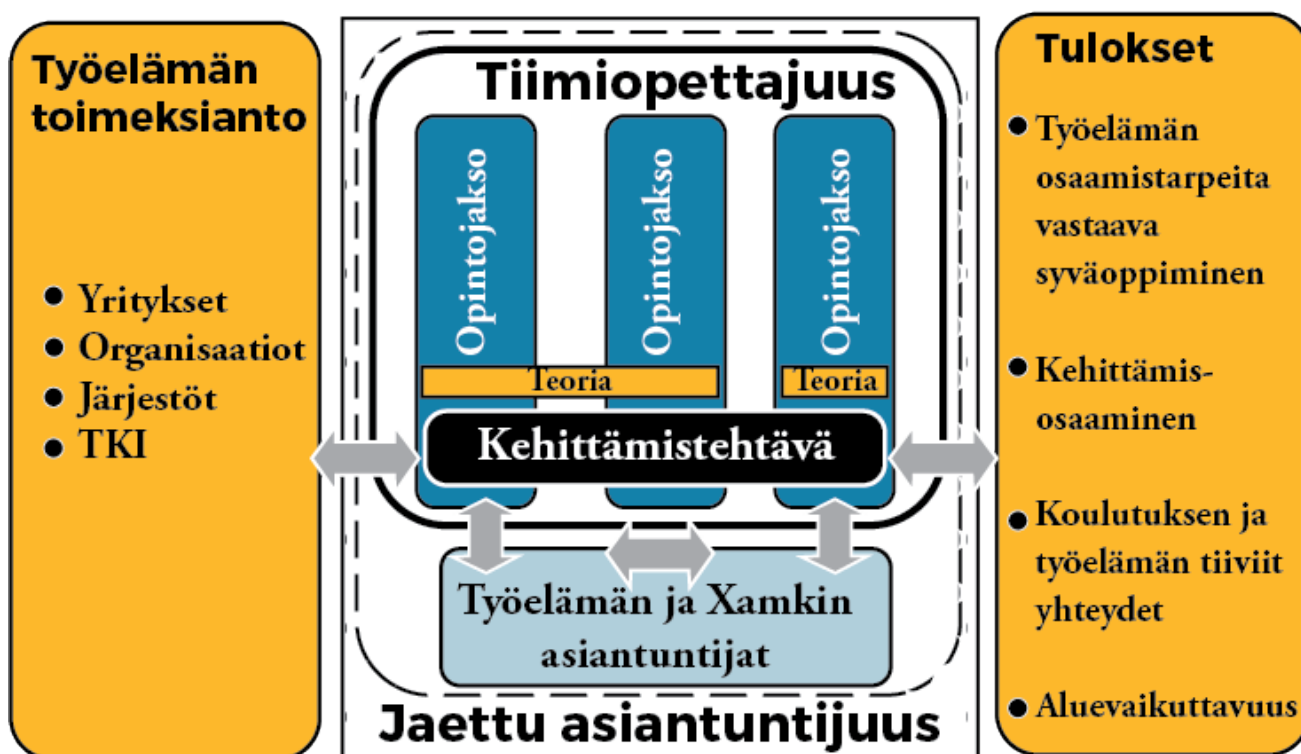 Työelämän
toimeksianto
Yritykset
Organisaatiot
Järjestöt
TKI
Tiimiopettajuus
Opintojakso
Opintojakso
Opintojakso
Teoria
Teoria
Kehittämistehtävä
Työelämän ja Xamkin
asiantuntijat
Jaettu asiantuntijuus
Tulokset
Työelämän
osaamistarpeita
vastaava
syväoppiminen
Kehittämis-
osaaminen
Koulutuksen ja
työelämän tiiviit
yhteydet
Aluevaikuttavuus